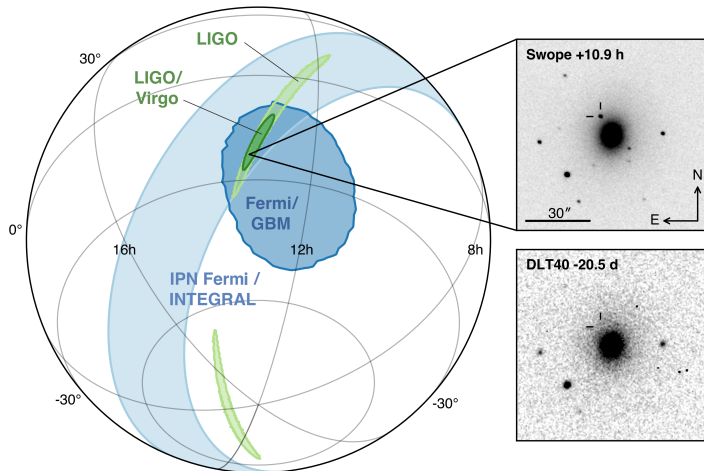 LIGO
30°
LIGO/
Virgo
Fermi/
GBM
0°
16h
12h
8h
IPN Fermi /
INTEGRAL
-30°
-30°
Swope +10.9 h
N
30″
E
DLT40 -20.5 d